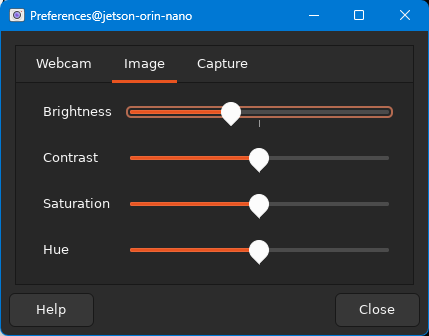 Preferences@jetson-orin-nano
Webcam Image Capture
Brightness
Contrast
Saturation
Hue
Help Close